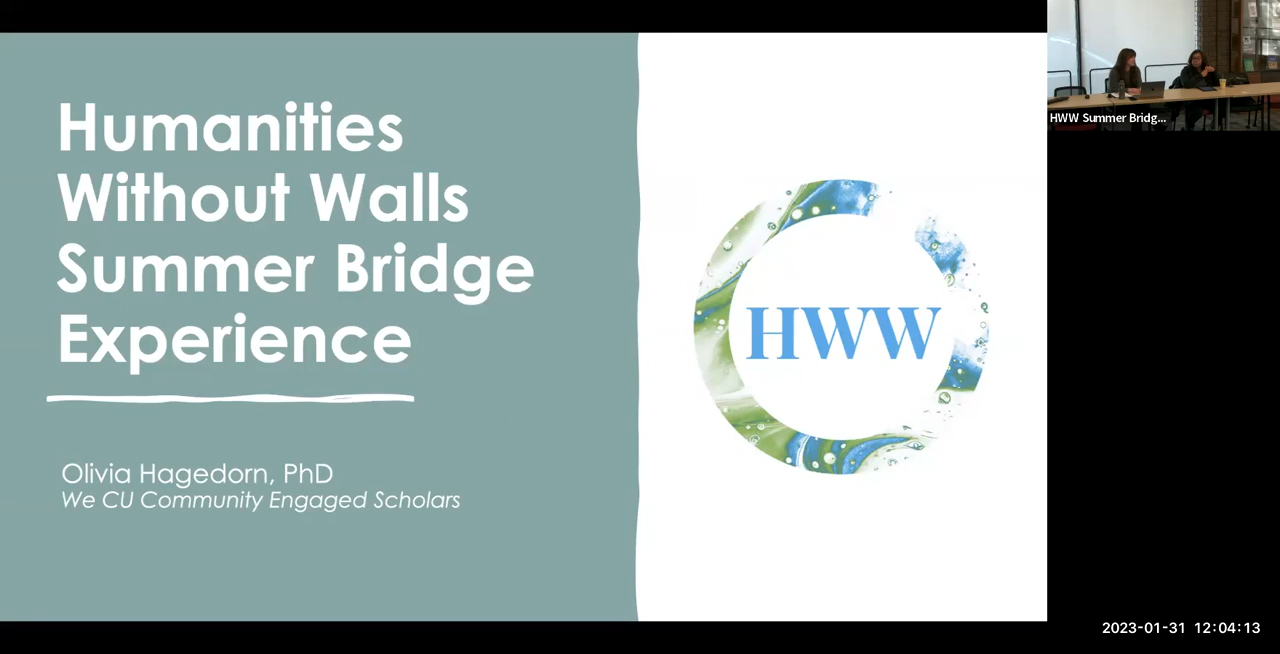 Humanities
Without Walls
Summer Bridge
Experience
Olivia Hagedorn, PhD
We CU Community Engaged Scholars
HWW
HWW Summer Bridg...
2023-01-31 12:04:13